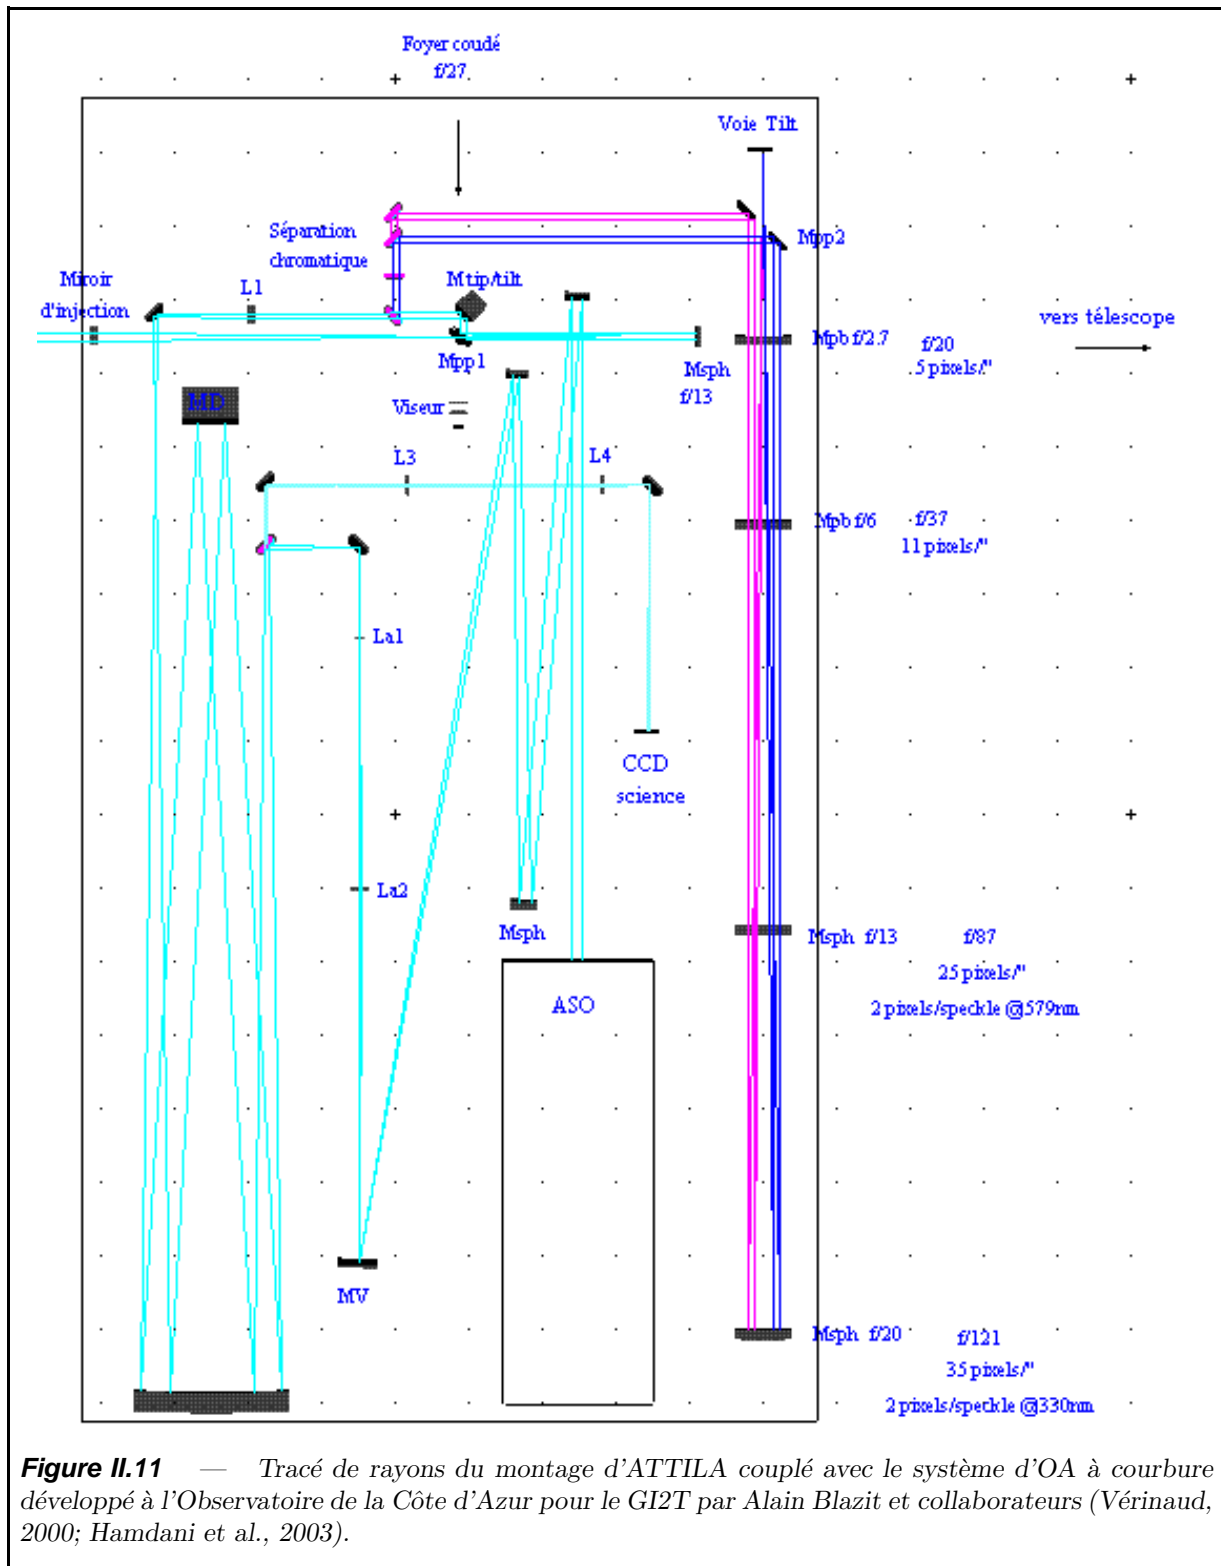 Foyer coudé
f/27
Voie Tilt
Séparation
chromatique
Mpp2
Miroir
d'injection
L1
M tip/tilt
vers télescope
Mpp1
Msph
f/13
Mpb f/2.7
f/20
5 pixels/"
MD
Viseur
L3
L4
Mpb f/6
f/37
11 pixels/"
La1
CCD
science
La2
Msph
Msph f/13
f/87
25 pixels/"
2 pixels/speckle @579nm
ASO
MV
Msph f/20
f/121
35 pixels/"
2 pixels/speckle @330nm
Figure II.11 — Tracé de rayons du montage d'ATTILA couplé avec le système d'OA à courbure
développé à l'Observatoire de la Côte d'Azur pour le GI2T par Alain Blazit et collaborateurs (Vérinaud,
2000; Hamdani et al., 2003).